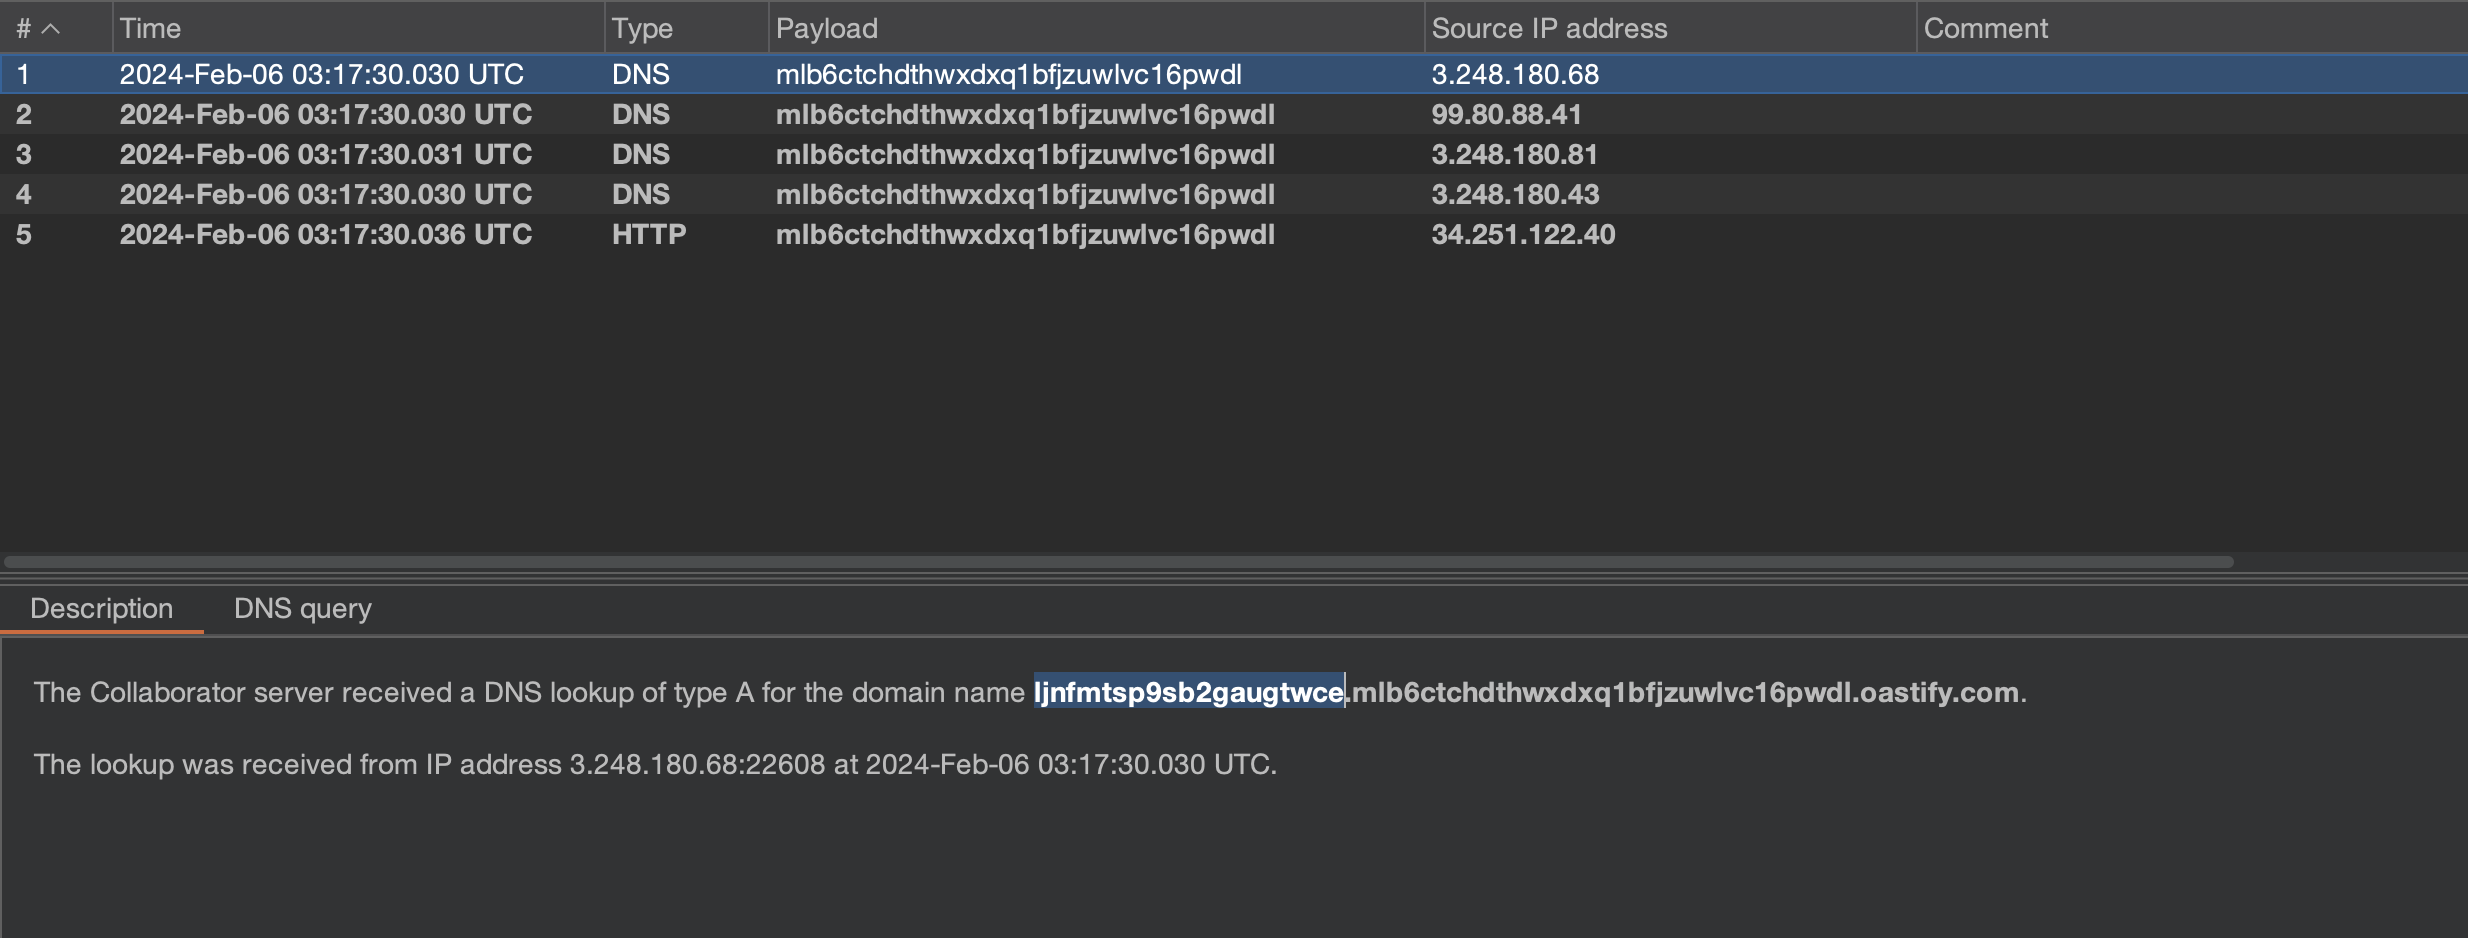 # Time Type Payload Source IP address Comment
1 2024-Feb-06 03:17:30.030 UTC DNS mlb6ctchdthwxdxq1bfjzuwlvc16pwdl 3.248.180.68
2 2024-Feb-06 03:17:30.030 UTC DNS mlb6ctchdthwxdxq1bfjzuwlvc16pwdl 99.80.88.41
3 2024-Feb-06 03:17:30.031 UTC DNS mlb6ctchdthwxdxq1bfjzuwlvc16pwdl 3.248.180.81
4 2024-Feb-06 03:17:30.030 UTC DNS mlb6ctchdthwxdxq1bfjzuwlvc16pwdl 3.248.180.43
5 2024-Feb-06 03:17:30.036 UTC HTTP mlb6ctchdthwxdxq1bfjzuwlvc16pwdl 34.251.122.40
Description DNS query
The Collaborator server received a DNS lookup of type A for the domain name ljnfmtsp9sb2gaugtwce.mlb6ctchdthwxdxq1bfjzuwlvc16pwdl.oastify.com.
The lookup was received from IP address 3.248.180.68:22608 at 2024-Feb-06 03:17:30.030 UTC.